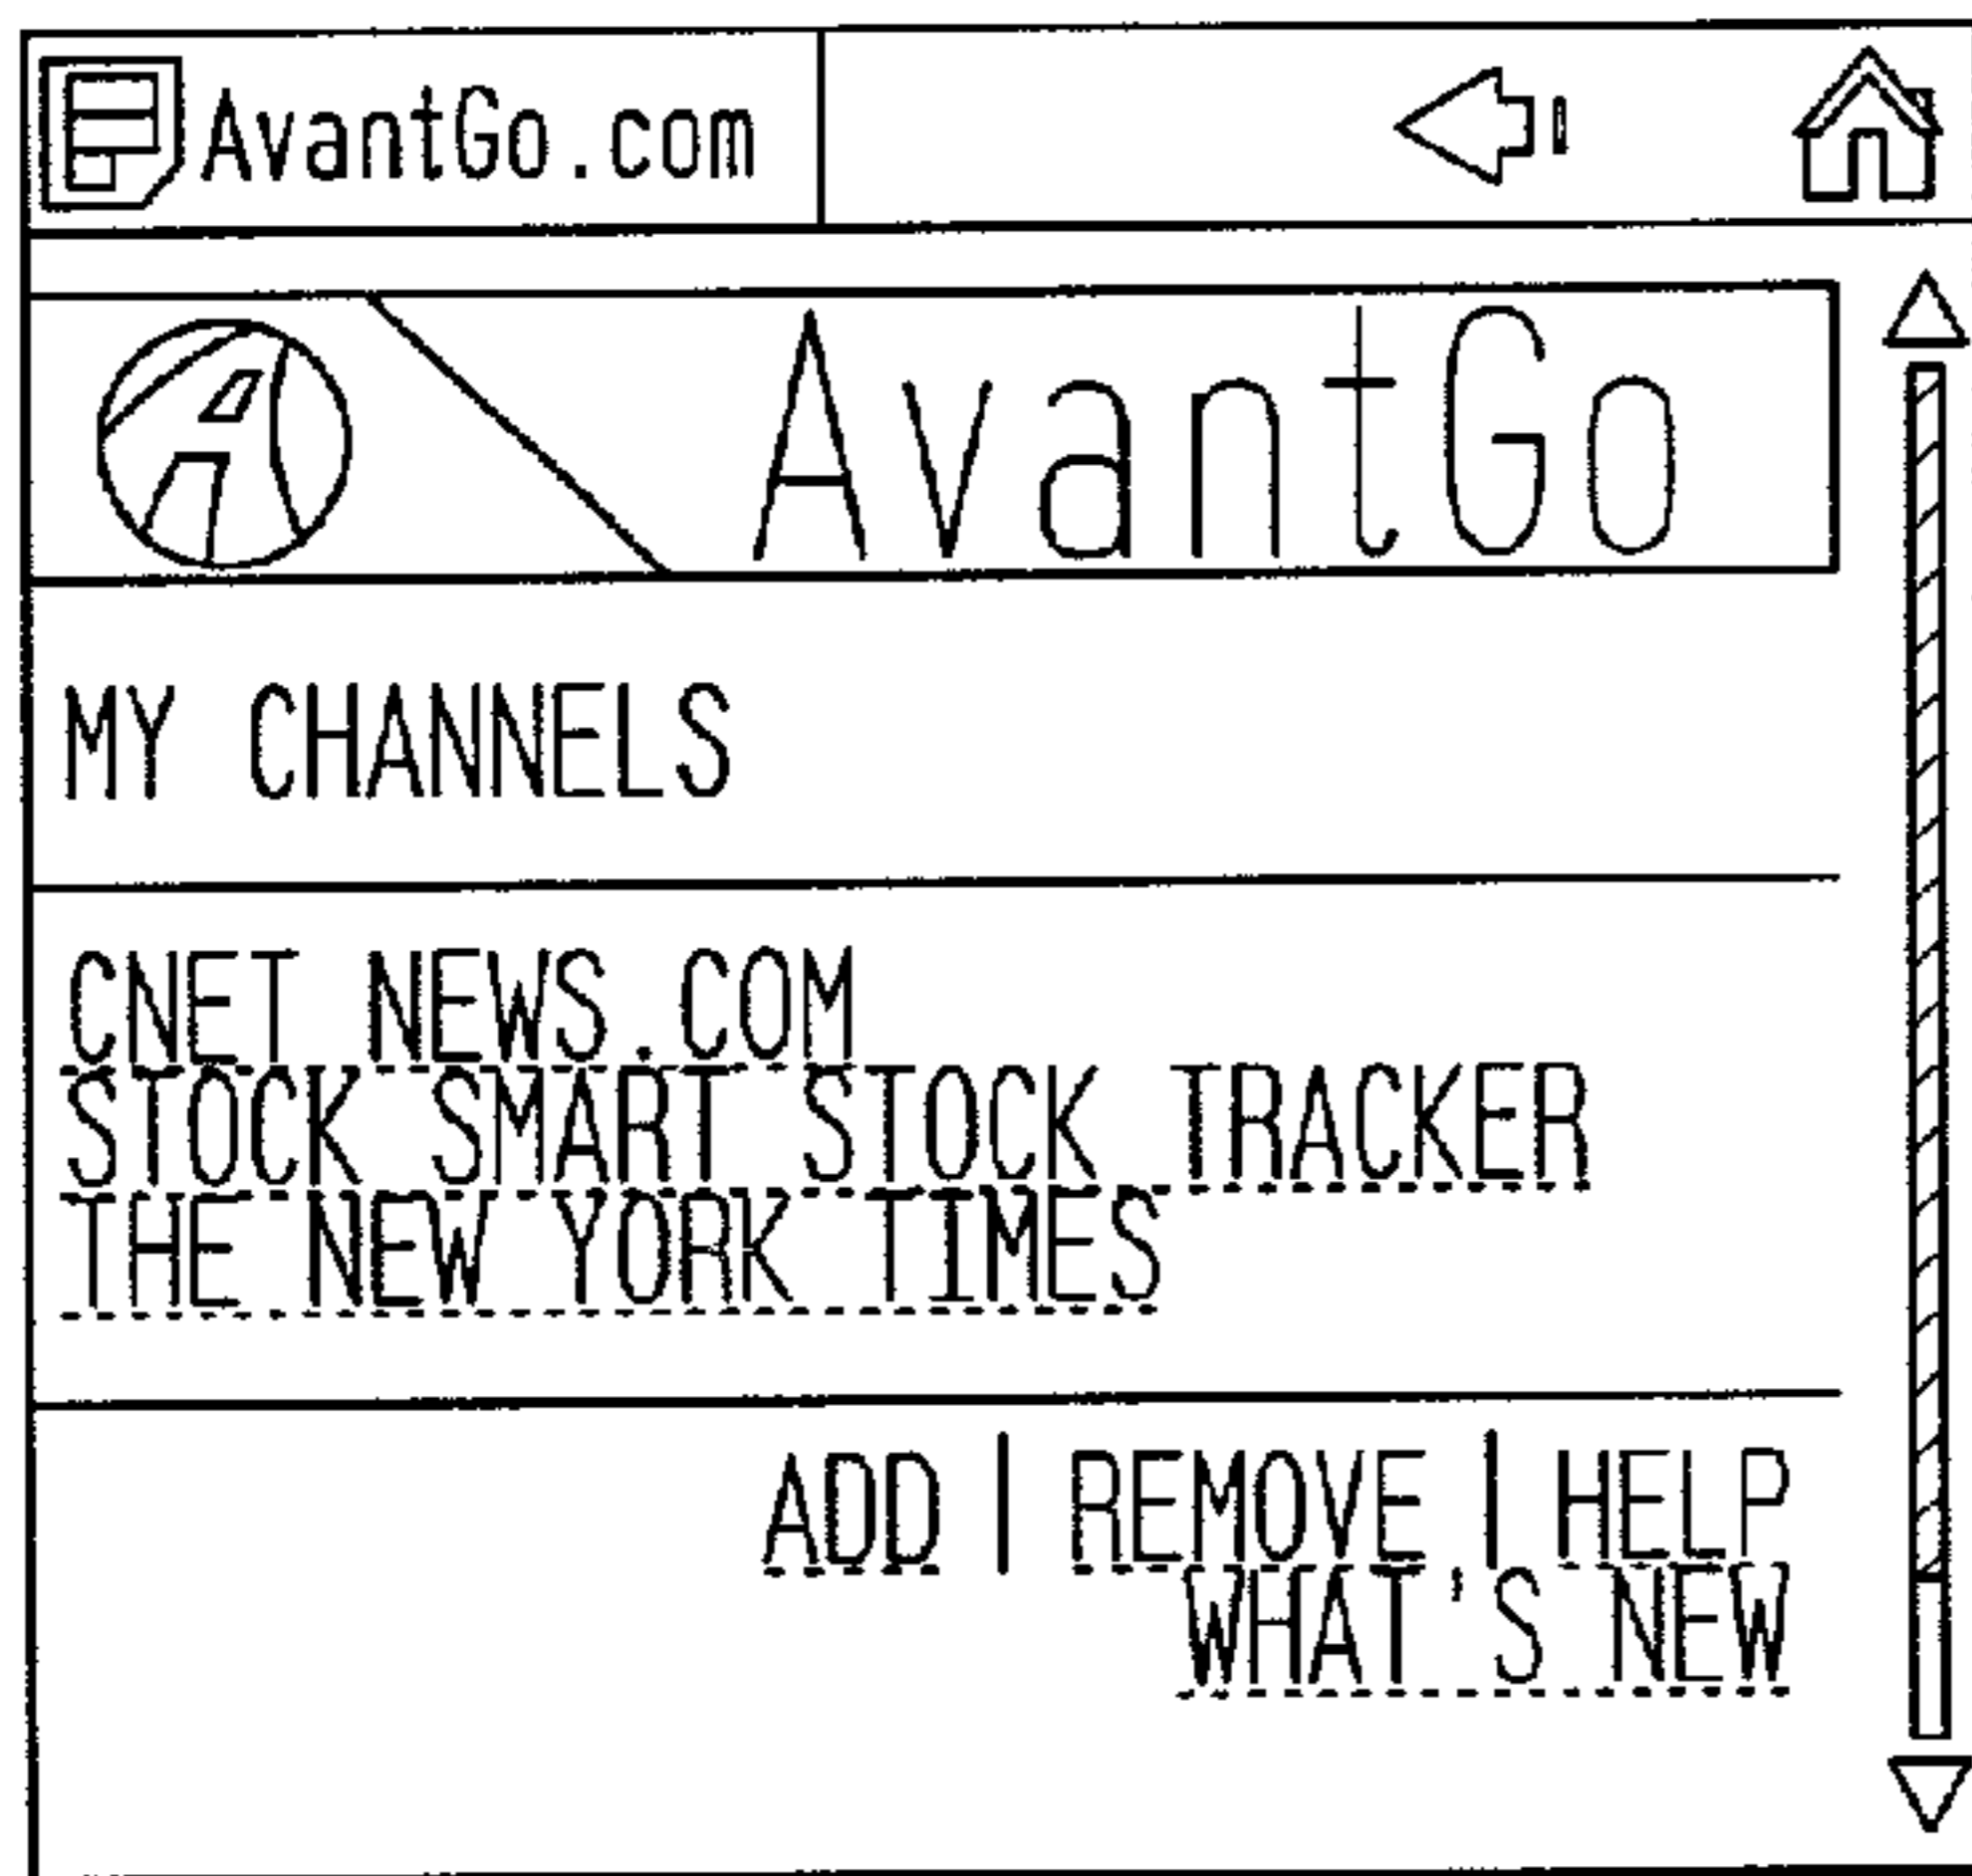 AvantGo.com
AvantGo
MY CHANNELS
CNET NEWS.COM
STOCK SMART STOCK TRACKER
THE NEW YORK TIMES
ADD | REMOVE | HELP
WHAT'S NEW